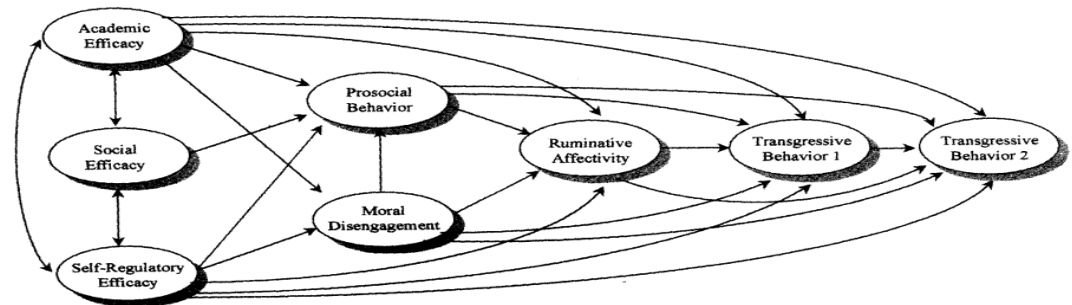 Academic
Efficacy
Social
Efficacy
Self-Regulatory
Efficacy
Prosocial
Behavior
Moral
Disengagement
Ruminative
Affectivity
Transgressive
Behavior 1
Transgressive
Behavior 2